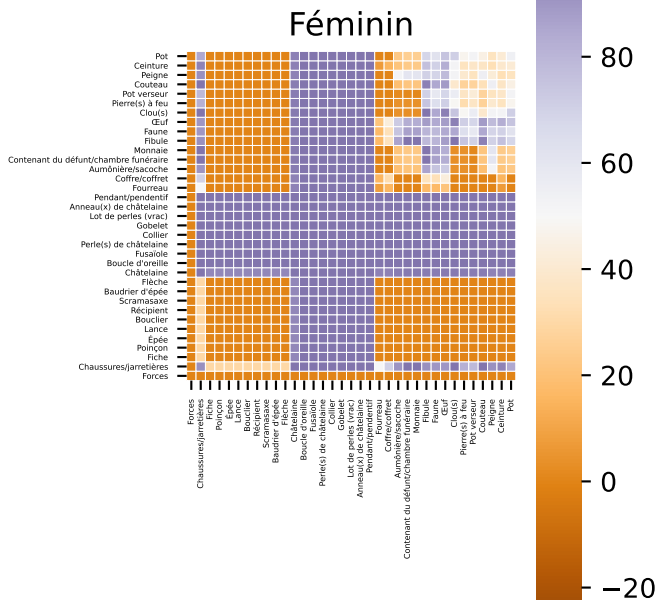 Féminin
Pot
Ceinture
Peigne
Couteau
Pot verseur
Pierre(s) à feu
Clou(s)
Œuf
Faune
Fibule
Monnaie
Contenant du défunt/chambre funéraire
Aumônière/sacoche
Coffre/coffret
Fourreau
Pendant/pendentif
Anneau(x) de châtelaine
Lot de perles (vrac)
Gobelet
Collier
Perle(s) de châtelaine
Fusaïole
Boucle d'oreille
Châtelaine
Flèche
Baudrier d'épée
Scramasaxe
Récipient
Bouclier
Lance
Épée
Poinçon
Fiche
Chaussures/jarretières
Forces
Forces
Chaussures/jarretières
Fiche
Poinçon
Épée
Lance
Bouclier
Récipient
Scramasaxe
Baudrier d'épée
Flèche
Châtelaine
Boucle d'oreille
Fusaïole
Perle(s) de châtelaine
Collier
Gobelet
Lot de perles (vrac)
Anneau(x) de châtelaine
Pendant/pendentif
Fourreau
Coffre/coffret
Aumônière/sacoche
Contenant du défunt/chambre funéraire
Monnaie
Fibule
Faune
Œuf
Clou(s)
Pierre(s) à feu
Pot verseur
Couteau
Peigne
Ceinture
Pot
80
60
40
20
0
−20